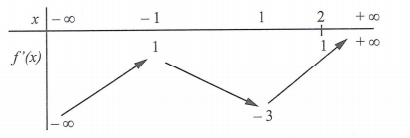 x −∞ −1 1 2 +∞
1 1 +∞
f'(x)
−∞ −3